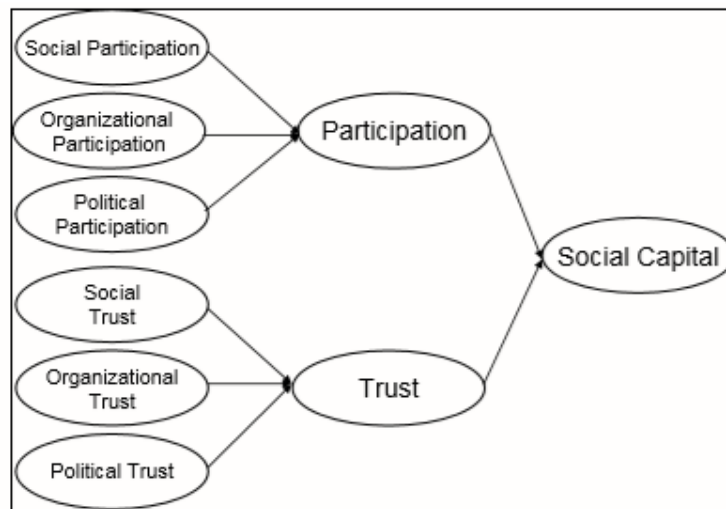 Social Participation
Organizational
Participation
Participation
Political
Participation
Social Capital
Social
Trust
Organizational
Trust
Trust
Political Trust